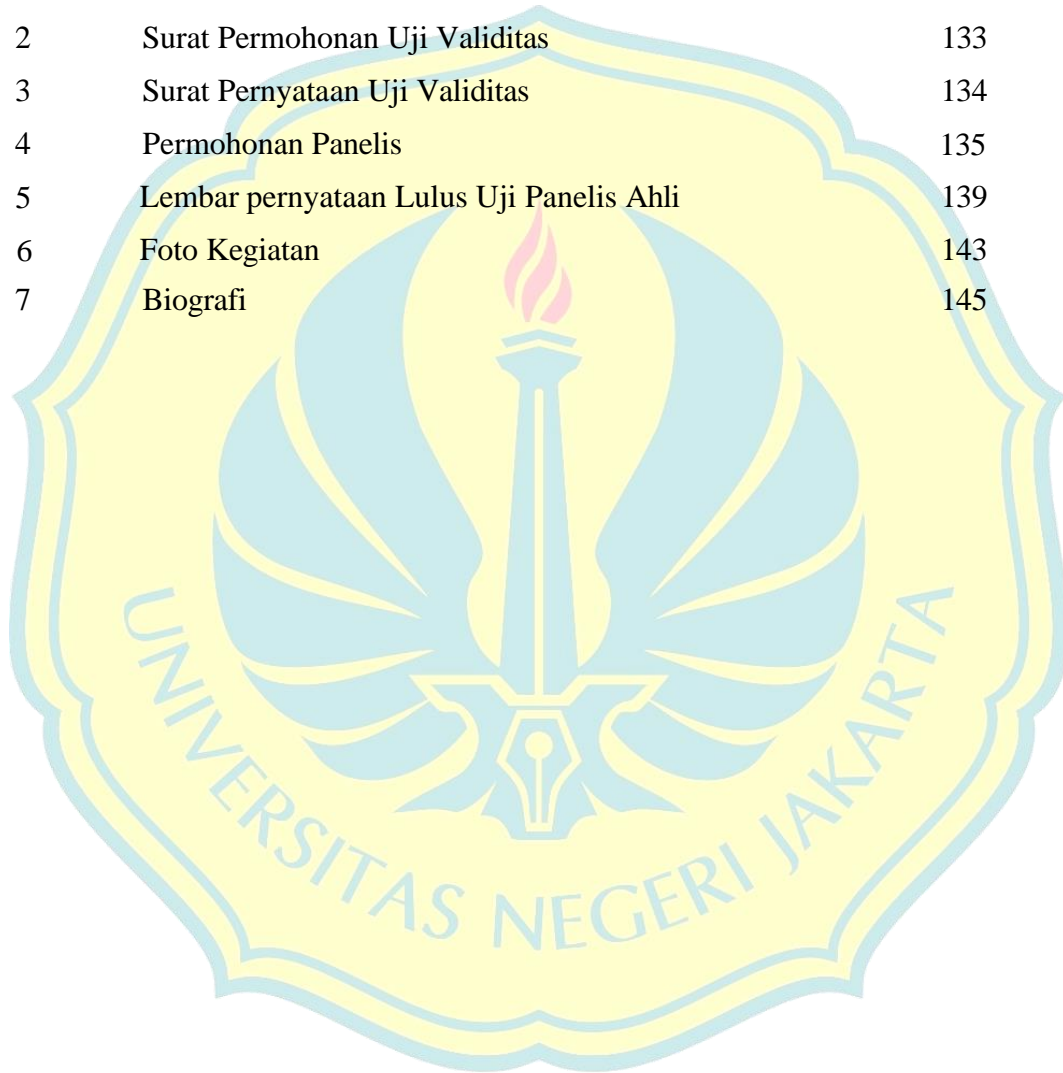 2 Surat Permohonan Uji Validitas 133
3 Surat Pernyataan Uji Validitas 134
4 Permohonan Panelis 135
5 Lembar pernyataan Lulus Uji Panelis Ahli 139
6 Foto Kegiatan 143
7 Biografi 145
UNIVERSITAS NEGERI JAKARTA